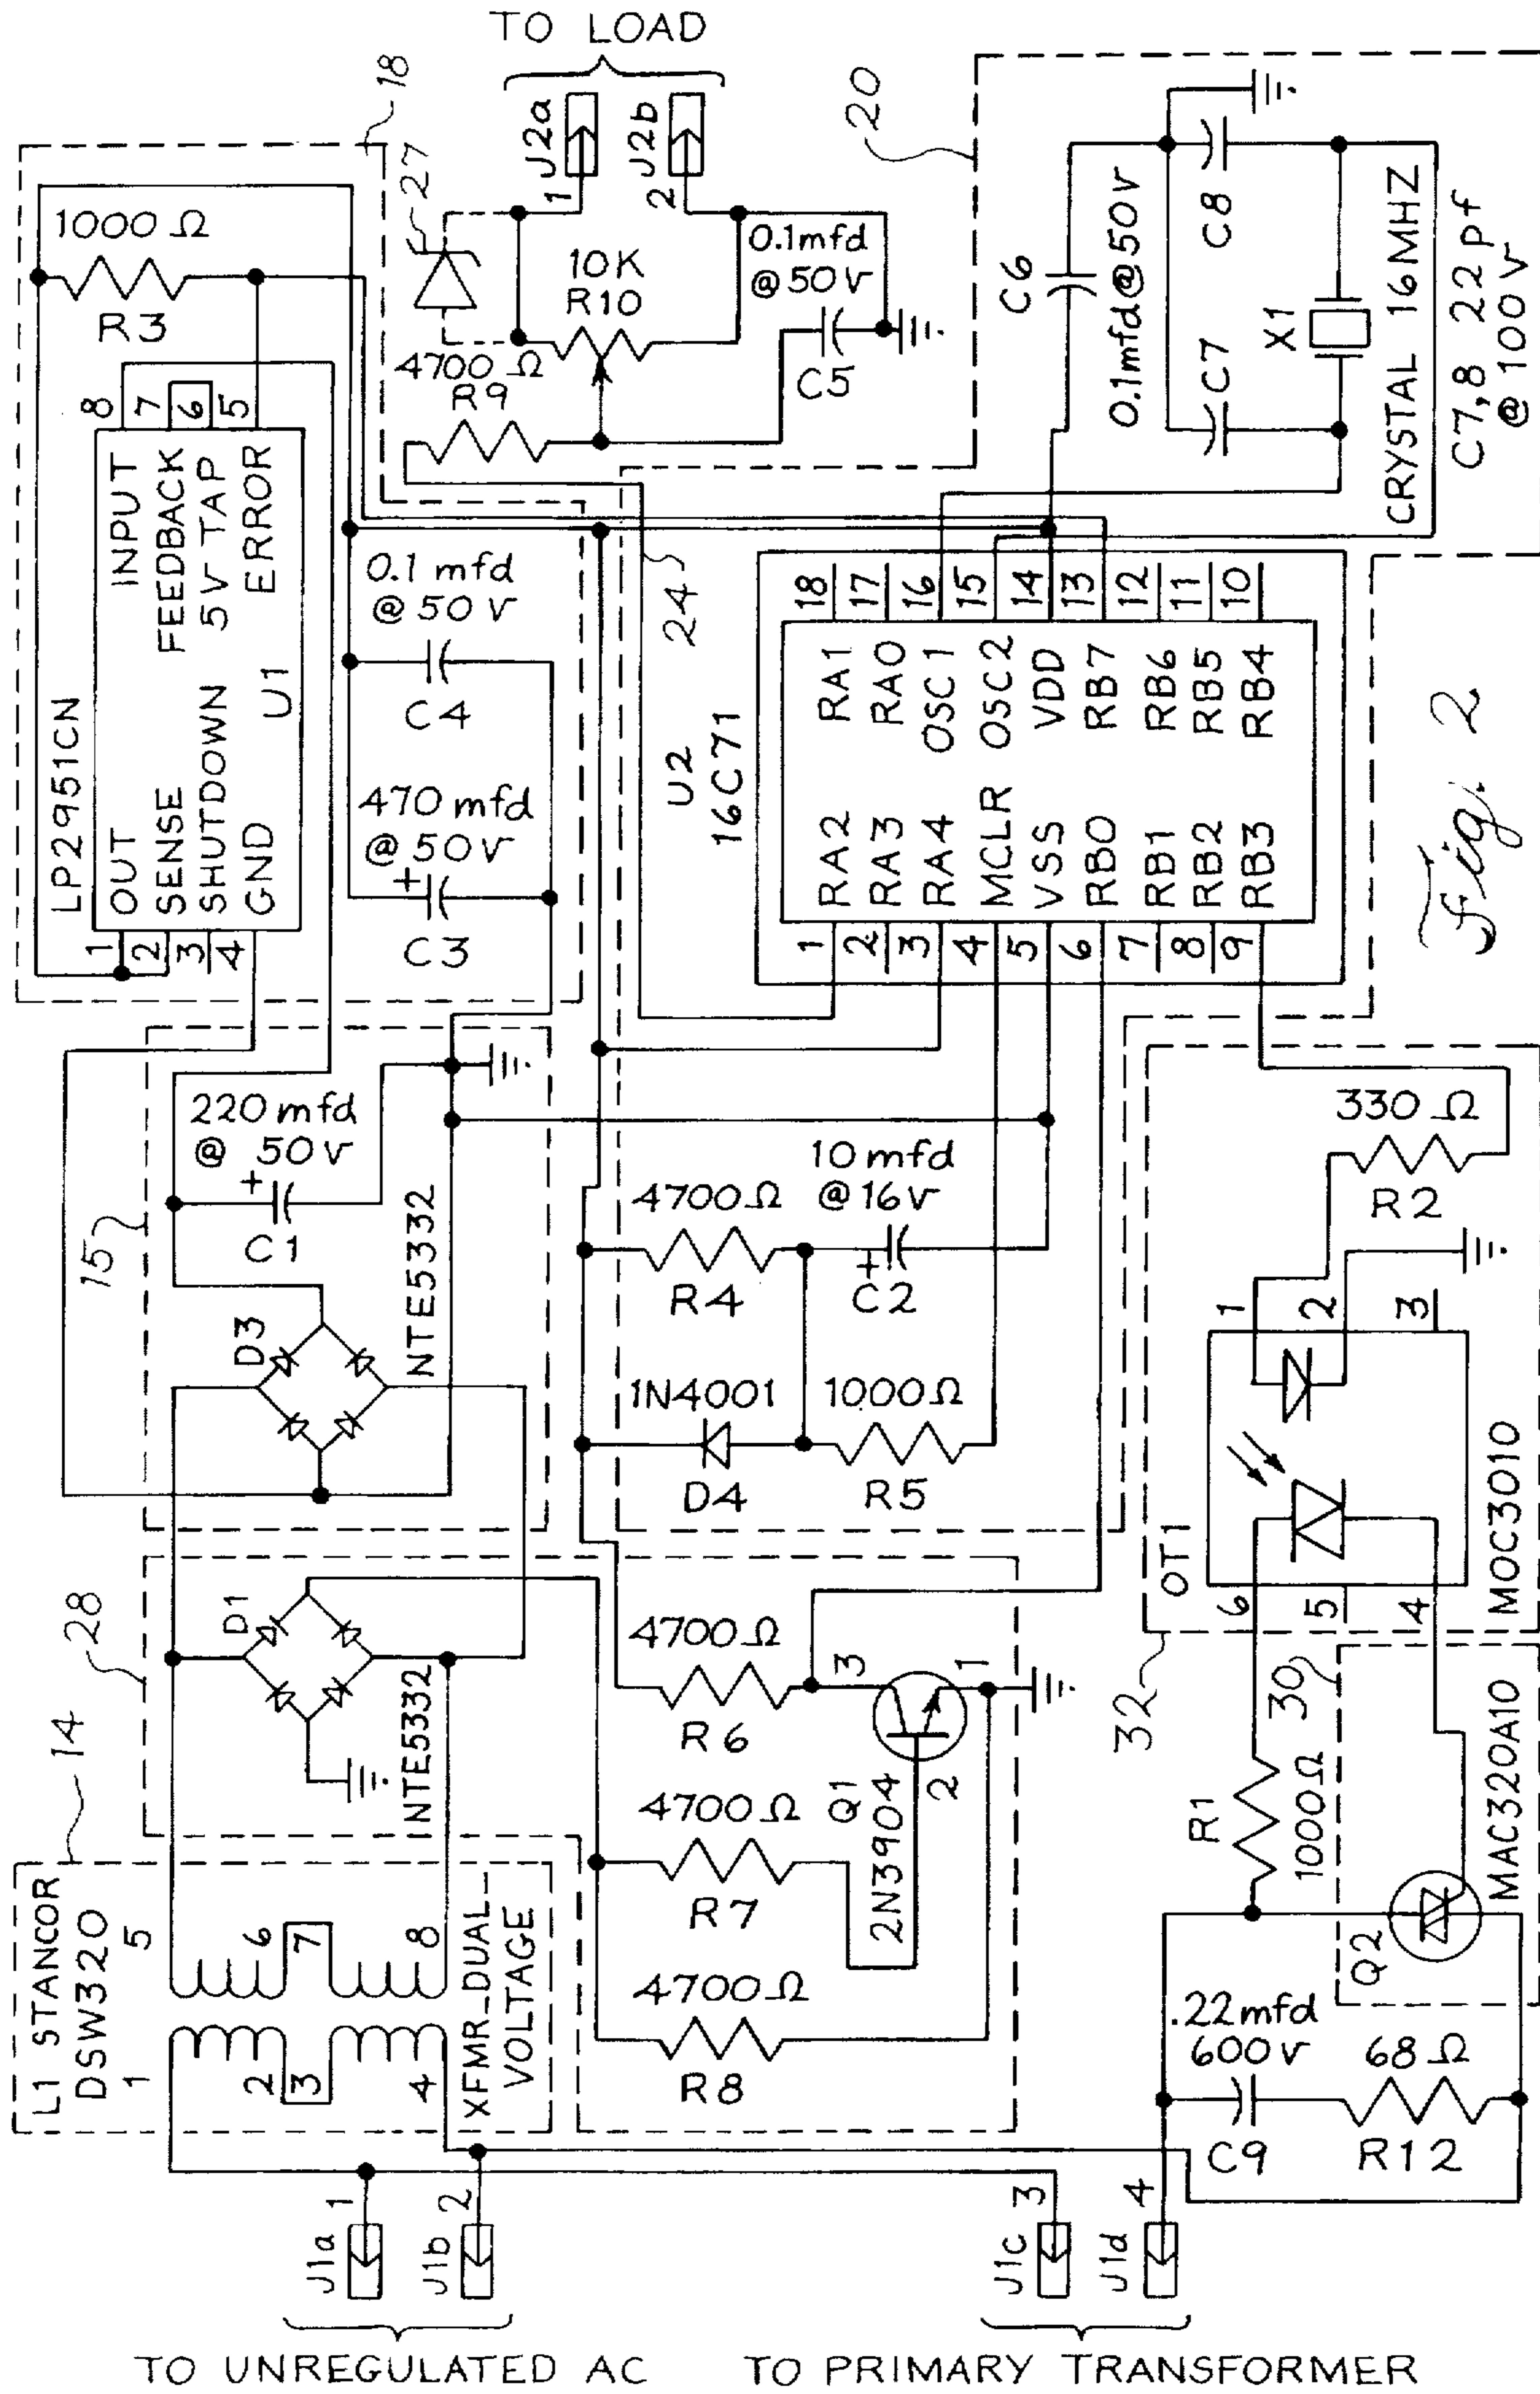 TO LOAD
18
27
J2a
1
J2b
2
20
1000 Ω
R3
LP2951CN
8
7
6
5
INPUT
FEEDBACK
5V TAP
ERROR
OUT
SENSE
SHUTDOWN
GND
U1
1
2
3
4
10K
R10
4700 Ω
R9
0.1mfd
@ 50v
C5
0.1 mfd
@ 50 v
C4
470 mfd
@ 50v
+
C3
24
C6
0.1mfd@50v
C8
C7
X1
CRYSTAL 16MHZ
C7,8 22 pf
@ 100 v
U2
16C71
18
17
16
15
14
13
12
11
10
RA1
RA0
OSC1
OSC2
VDD
RB7
RB6
RB5
RB4
RA2
RA3
RA4
MCLR
VSS
RB0
RB1
RB2
RB3
1
2
3
4
5
6
7
8
9
Fig. 2
15
220 mfd
@ 50v
+
C1
D3
NTE5332
4700Ω
R4
10 mfd
@ 16v
+
C2
1N4001
D4
1000Ω
R5
330 Ω
R2
1
2
3
OT1
6
5
4
MOC3010
32
28
D1
NTE5332
14
L1 STANCOR
DSW320
1
5
2
3
4
6
7
8
XFMR_DUAL_
VOLTAGE
4700Ω
R6
4700Ω
R7
4700Ω
R8
3
1
2
Q1
2N3904
30
R1
1000Ω
MAC320A10
Q2
.22mfd
600v
C9
68Ω
R12
J1a
1
J1b
2
J1c
3
J1d
4
TO UNREGULATED AC
TO PRIMARY TRANSFORMER